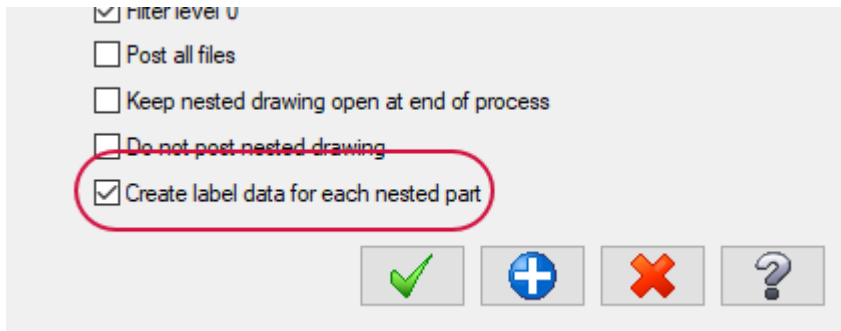 Filter level 0
Post all files
Keep nested drawing open at end of process
Do not post nested drawing
Create label data for each nested part